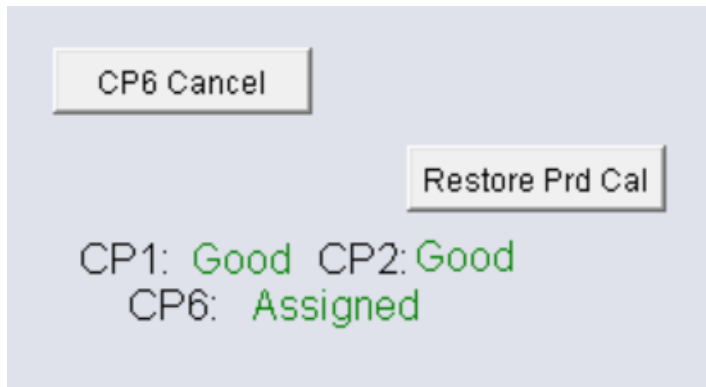 CP6 Cancel
Restore Prd Cal
CP1: Good CP2: Good
CP6: Assigned